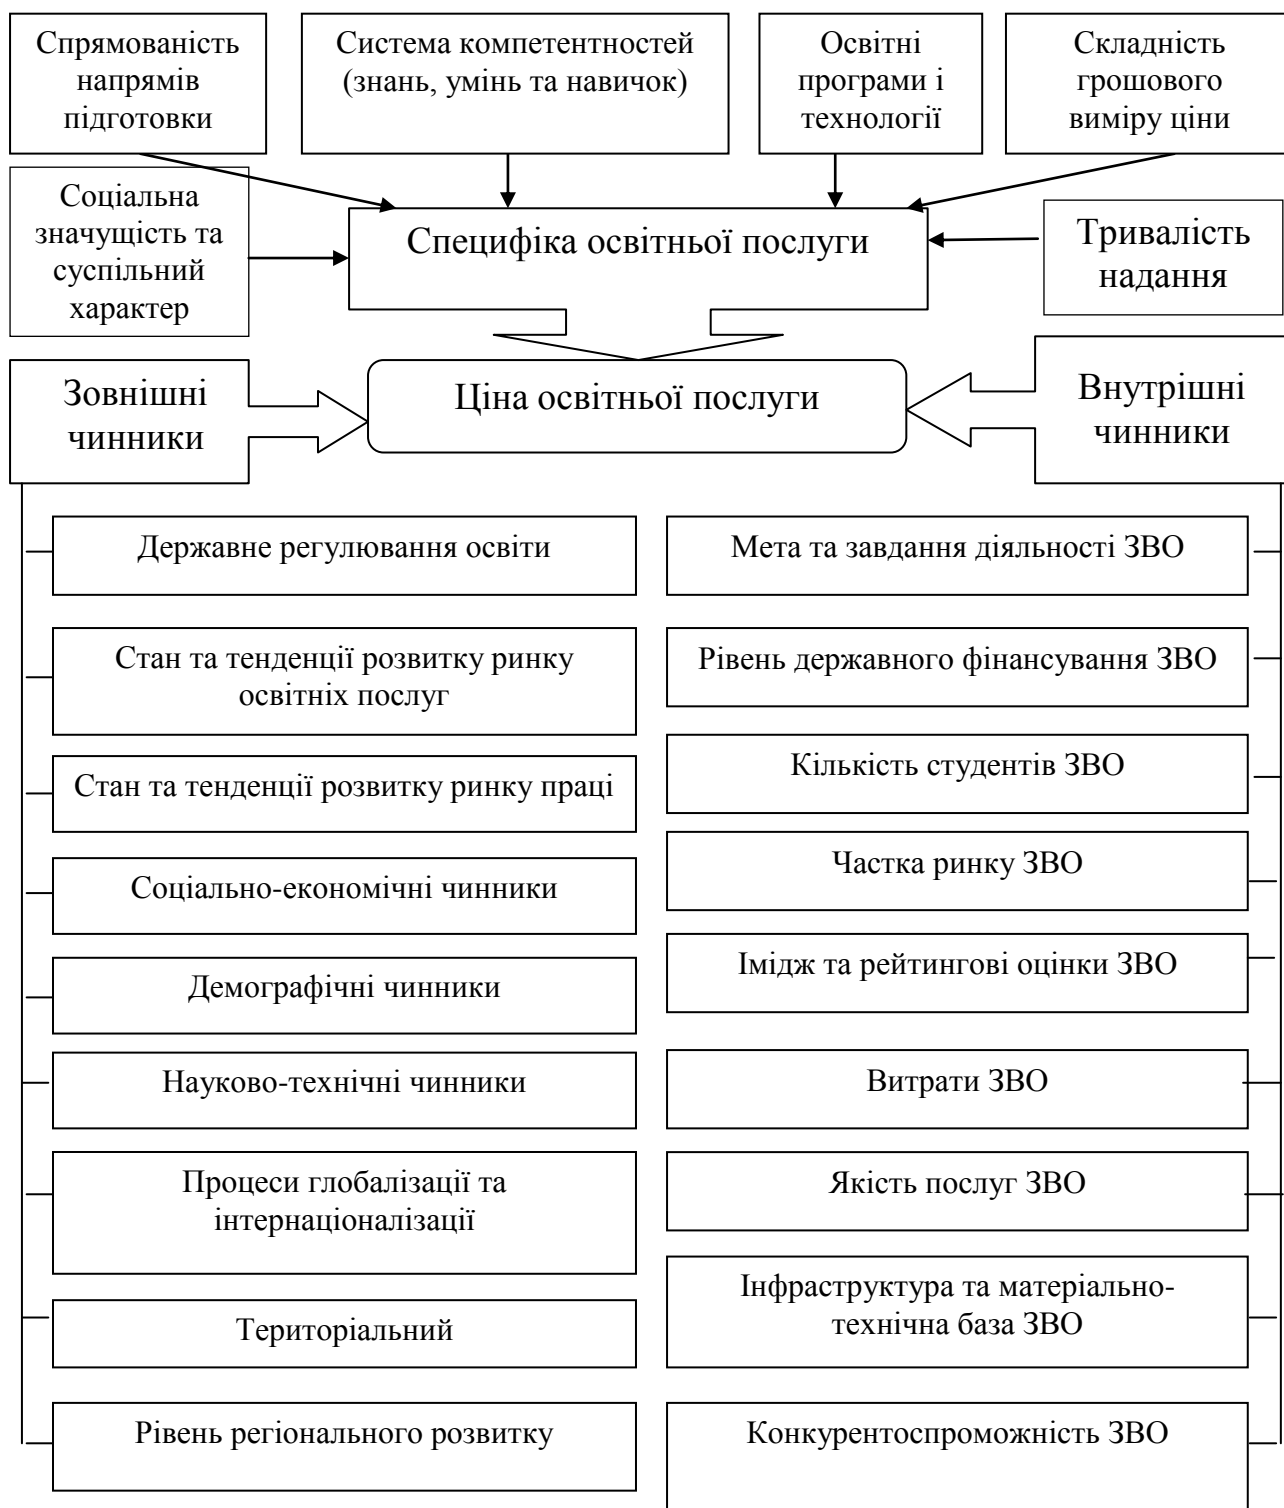 Спрямованість
напрямів
підготовки
Система компетентностей
(знань, умінь та навичок)
Освітні
програми і
технології
Складність
грошового
виміру ціни
Соціальна
значущість та
суспільний
характер
Специфіка освітньої послуги
Тривалість
надання
Зовнішні
чинники
Ціна освітньої послуги
Внутрішні
чинники
Державне регулювання освіти
Стан та тенденції розвитку ринку
освітніх послуг
Стан та тенденції розвитку ринку праці
Соціально-економічні чинники
Демографічні чинники
Науково-технічні чинники
Процеси глобалізації та
інтернаціоналізації
Територіальний
Рівень регіонального розвитку
Мета та завдання діяльності ЗВО
Рівень державного фінансування ЗВО
Кількість студентів ЗВО
Частка ринку ЗВО
Імідж та рейтингові оцінки ЗВО
Витрати ЗВО
Якість послуг ЗВО
Інфраструктура та матеріально-
технічна база ЗВО
Конкурентоспроможність ЗВО